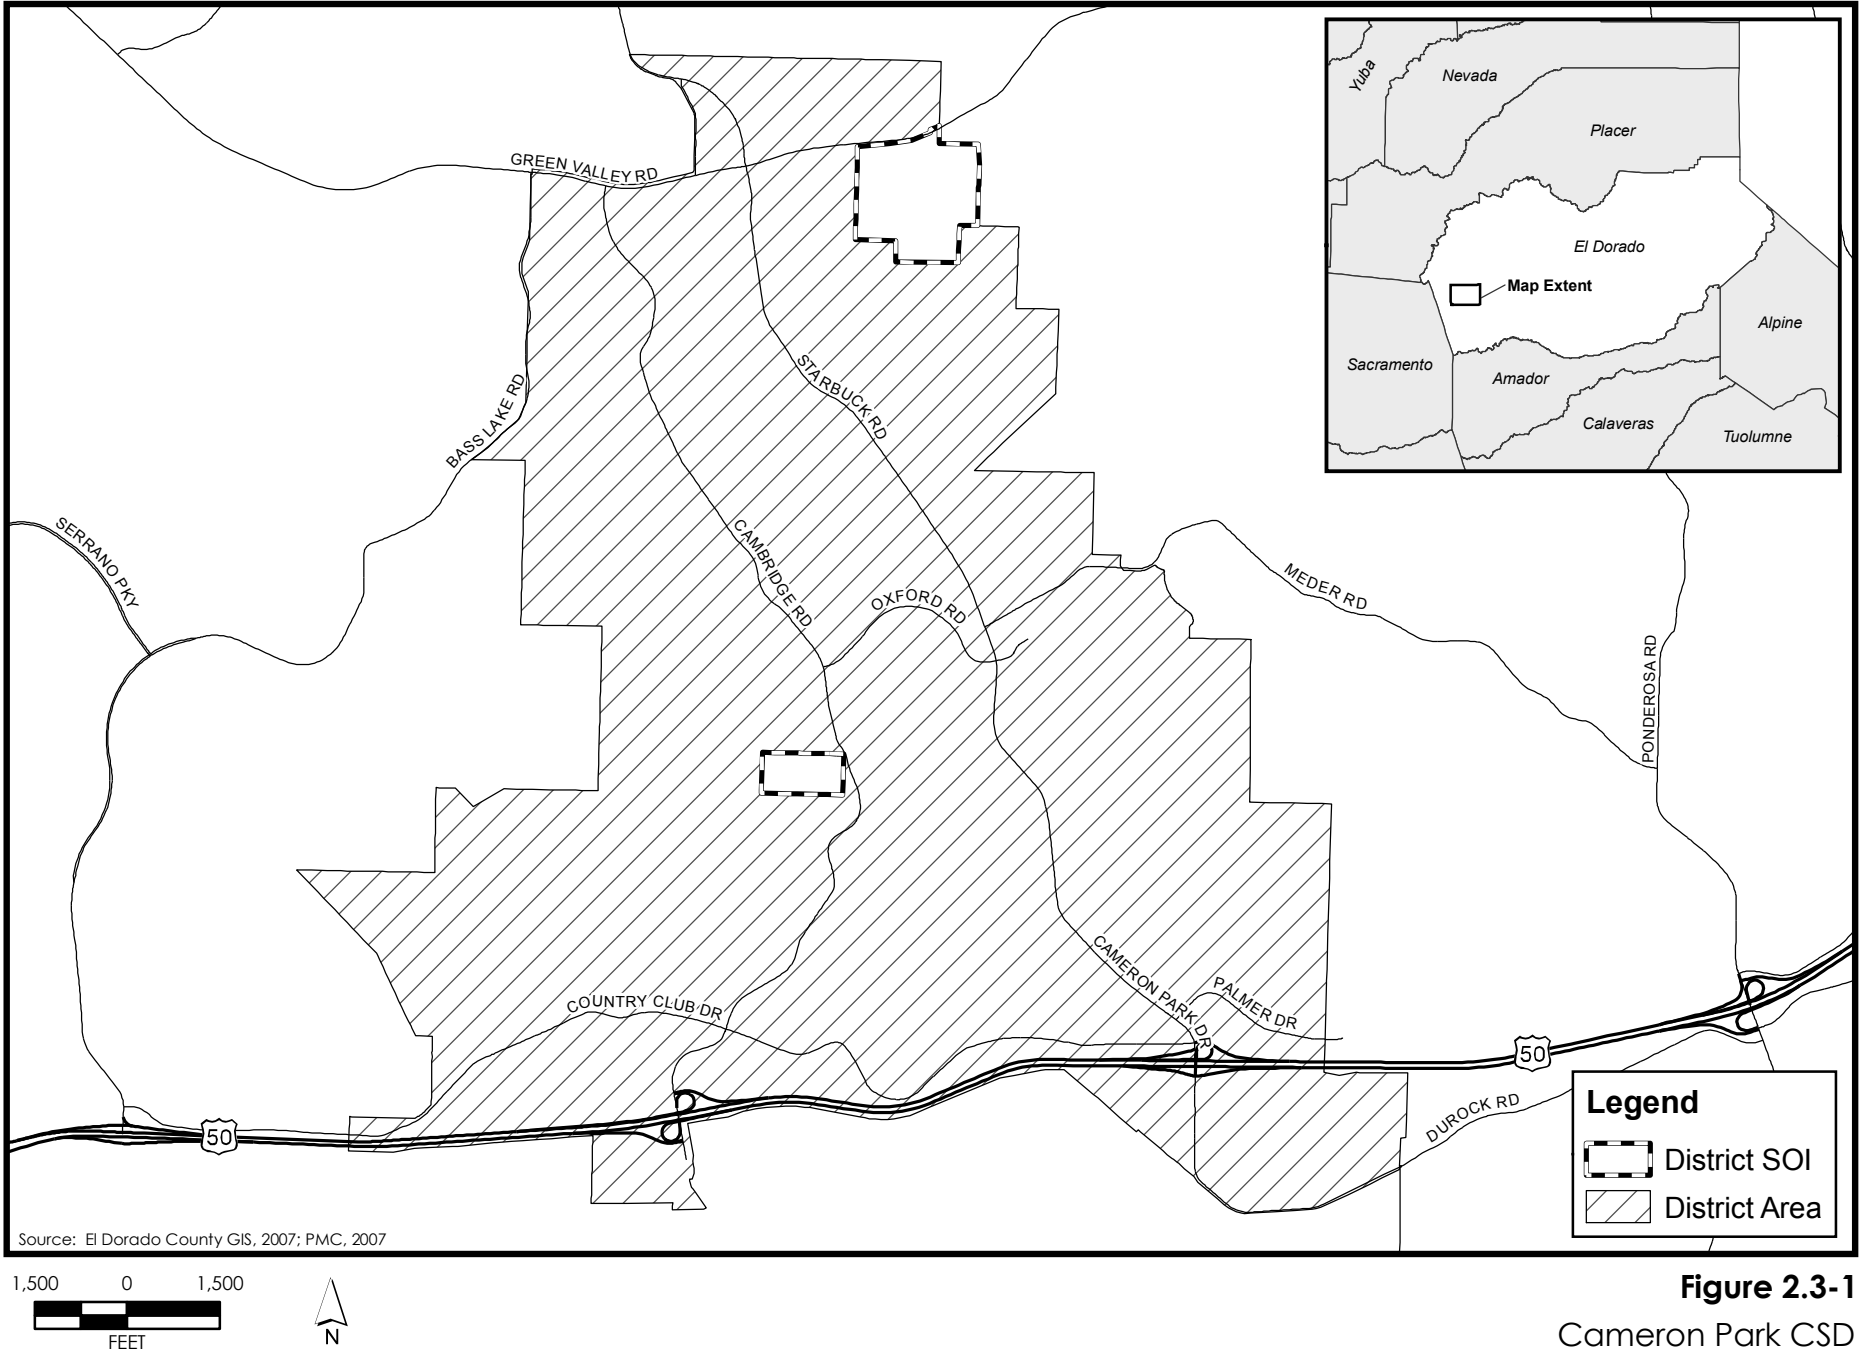 Yuba
Nevada
Placer
El Dorado
Map Extent
Alpine
Sacramento
Amador
Calaveras
Tuolumne
GREEN VALLEY RD
STARBUCK RD
BASS LAKE RD
SERRANO PKY
CAMBRIDGE RD
OXFORD RD
MEDER RD
PONDEROSA RD
CAMERON PARK DR
PALMER DR
COUNTRY CLUB DR
50
50
DUROCK RD
Legend
District SOI
District Area
Source: El Dorado County GIS, 2007; PMC, 2007
1,500 0 1,500
FEET
N
Figure 2.3-1
Cameron Park CSD